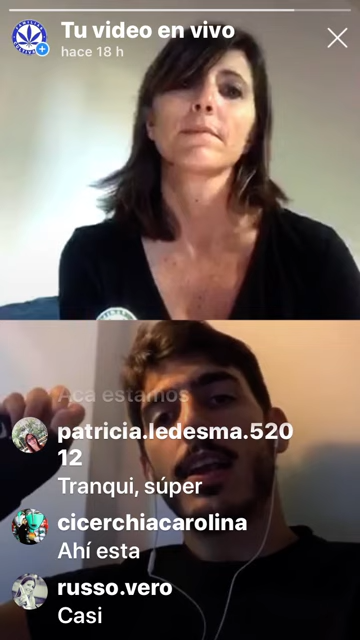 Tu video en vivo
hace 18 h
Acá estamos
patricia.ledesma.520
12
Tranqui, súper
cicerchiacarolina
Ahí esta
russo.vero
Casi